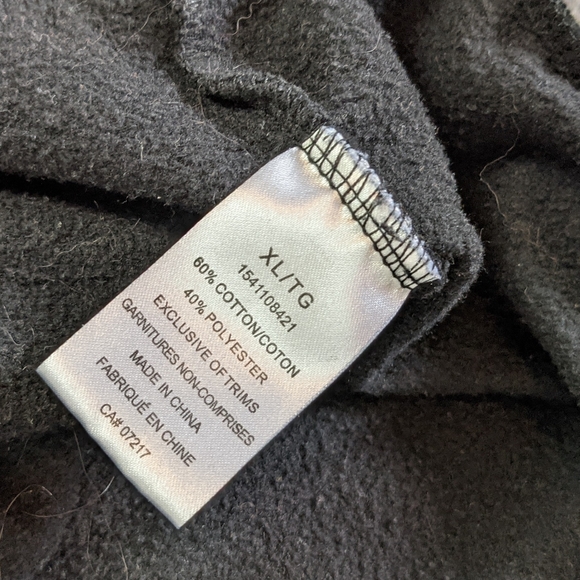 XL/TG
1541108421
60% COTTON/COTON
40% POLYESTER
EXCLUSIVE OF TRIMS
GARNITURES NON-COMPRISES
MADE IN CHINA
FABRIQUÉ EN CHINE
CA# 07217